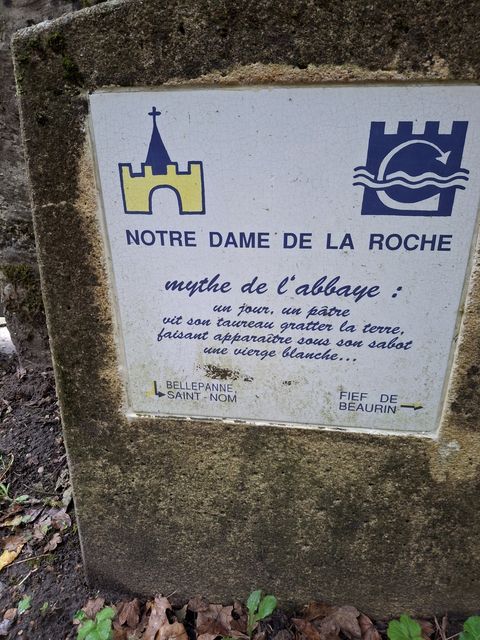 NOTRE DAME DE LA ROCHE
mythe de l'abbaye :
un jour, un pâtre
vit son taureau gratter la terre,
faisant apparaître sous son sabot
une vierge blanche...
BELLEPANNE
SAINT-NOM
FIEF DE
BEAURIN